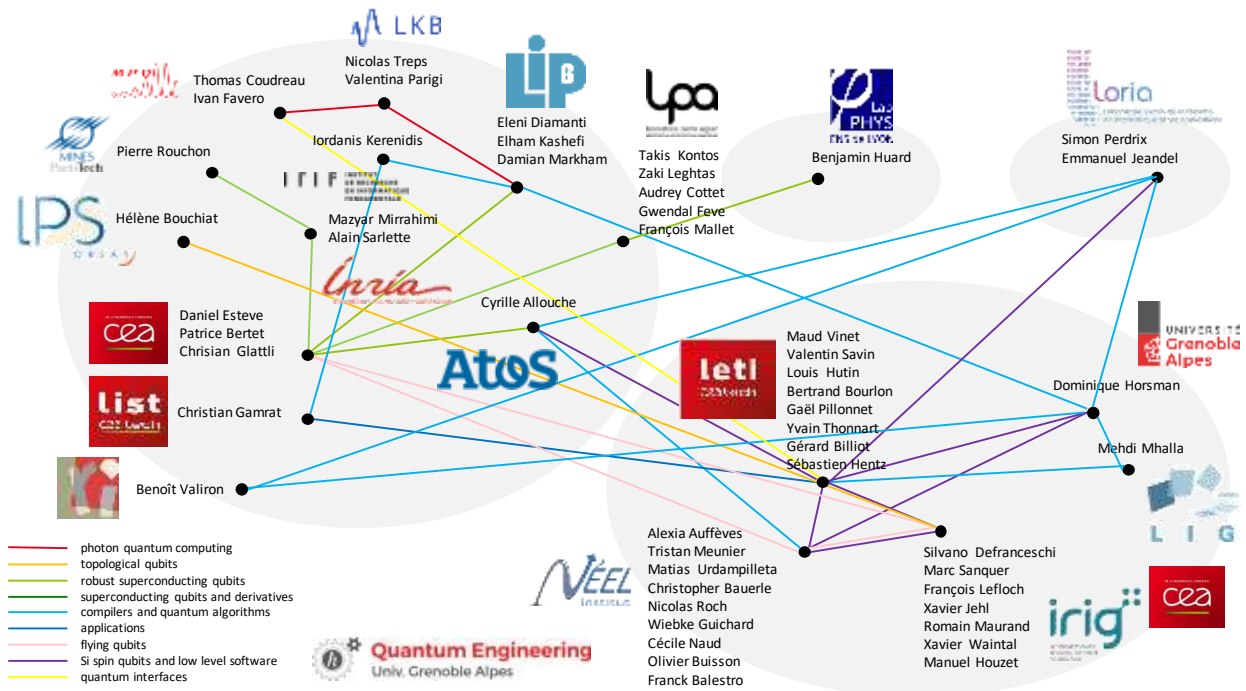 LKB
Nicolas Treps
Valentina Parigi
Thomas Coudreau
Ivan Favero
LIP
Eleni Diamanti
Elham Kashefi
Damian Markham
Iordanis Kerenidis
IRIF
INSTITUT
DE RECHERCHE
EN INFORMATIQUE
FONDAMENTALE
MINES
ParisTech
Pierre Rouchon
LPS
ORSAY
Hélène Bouchiat
Mazyar Mirrahimi
Alain Sarlette
Inria
lpa
Takis Kontos
Zaki Leghtas
Audrey Cottet
Gwendal Feve
François Mallet
Lab
PHYS
ENS de LYON
Benjamin Huard
Loria
Simon Perdrix
Emmanuel Jeandel
cea
Daniel Esteve
Patrice Bertet
Chrisian Glattli
Cyrille Allouche
Atos
list
Christian Gamrat
Benoît Valiron
leti
Maud Vinet
Valentin Savin
Louis Hutin
Bertrand Bourlon
Gaël Pillonnet
Yvain Thonnart
Gérard Billiot
Sébastien Hentz
UNIVERSITÉ
Grenoble
Alpes
Dominique Horsman
Mehdi Mhalla
LIG
NÉEL
Alexia Auffèves
Tristan Meunier
Matias Urdampilleta
Christopher Bauerle
Nicolas Roch
Wiebke Guichard
Cécile Naud
Olivier Buisson
Franck Balestro
Silvano Defranceschi
Marc Sanquer
François Lefloch
Xavier Jehl
Romain Maurand
Xavier Waintal
Manuel Houzet
irig
cea
photon quantum computing
topological qubits
robust superconducting qubits
superconducting qubits and derivatives
compilers and quantum algorithms
applications
flying qubits
Si spin qubits and low level software
quantum interfaces
Quantum Engineering
Univ. Grenoble Alpes